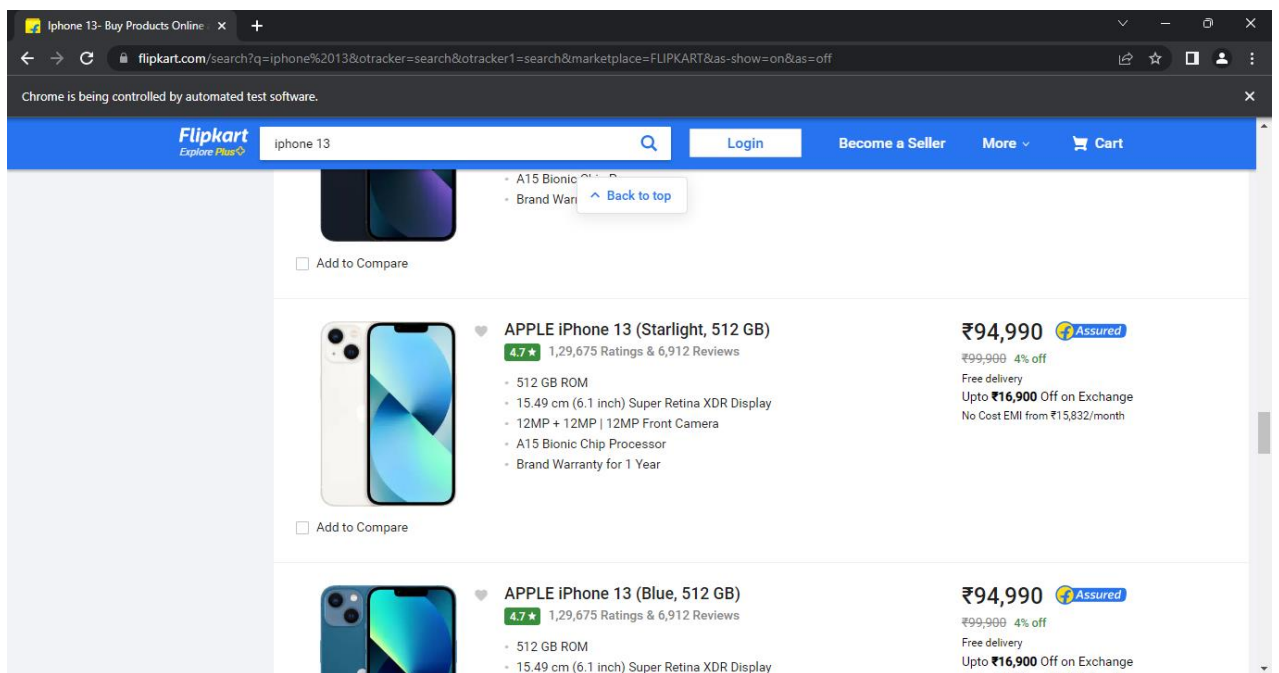 Iphone 13- Buy Products Online
flipkart.com/search?q=iphone%2013&otracker=search&otracker1=search&marketplace=FLIPKART&as-show=on&as=off
Chrome is being controlled by automated test software.
Flipkart
Explore Plus
iphone 13
Login
Become a Seller
More
Cart
A15 Bionic
Brand
Back to top
Add to Compare
APPLE iPhone 13 (Starlight, 512 GB)
4.7★ 1,29,675 Ratings & 6,912 Reviews
512 GB ROM
15.49 cm (6.1 inch) Super Retina XDR Display
12MP + 12MP | 12MP Front Camera
A15 Bionic Chip Processor
Brand Warranty for 1 Year
₹94,990 Assured
₹99,900 4% off
Free delivery
Upto ₹16,900 Off on Exchange
No Cost EMI from ₹15,832/month
Add to Compare
APPLE iPhone 13 (Blue, 512 GB)
4.7★ 1,29,675 Ratings & 6,912 Reviews
512 GB ROM
15.49 cm (6.1 inch) Super Retina XDR Display
₹94,990 Assured
₹99,900 4% off
Free delivery
Upto ₹16,900 Off on Exchange